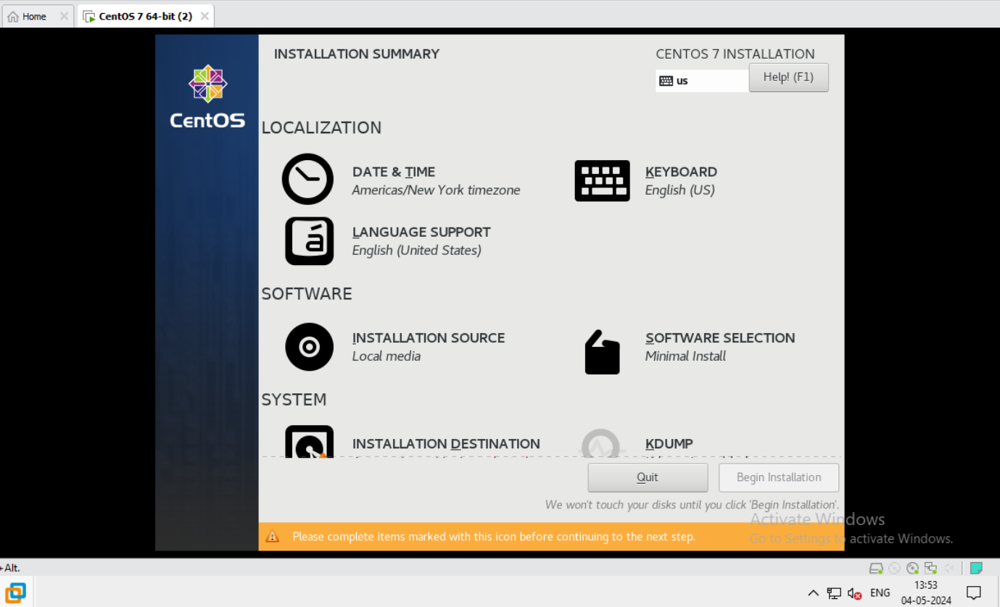 Home
CentOS 7 64-bit (2)
INSTALLATION SUMMARY
CENTOS 7 INSTALLATION
us
Help! (F1)
CentOS
LOCALIZATION
DATE & TIME
Americas/New York timezone
KEYBOARD
English (US)
á
LANGUAGE SUPPORT
English (United States)
SOFTWARE
INSTALLATION SOURCE
Local media
SOFTWARE SELECTION
Minimal Install
SYSTEM
INSTALLATION DESTINATION
KDUMP
Quit
Begin Installation
We won't touch your disks until you click 'Begin Installation'.
Activate Windows
Go to Settings to activate Windows.
Please complete items marked with this icon before continuing to the next step.
+Alt.
ENG
13:53
04-05-2024